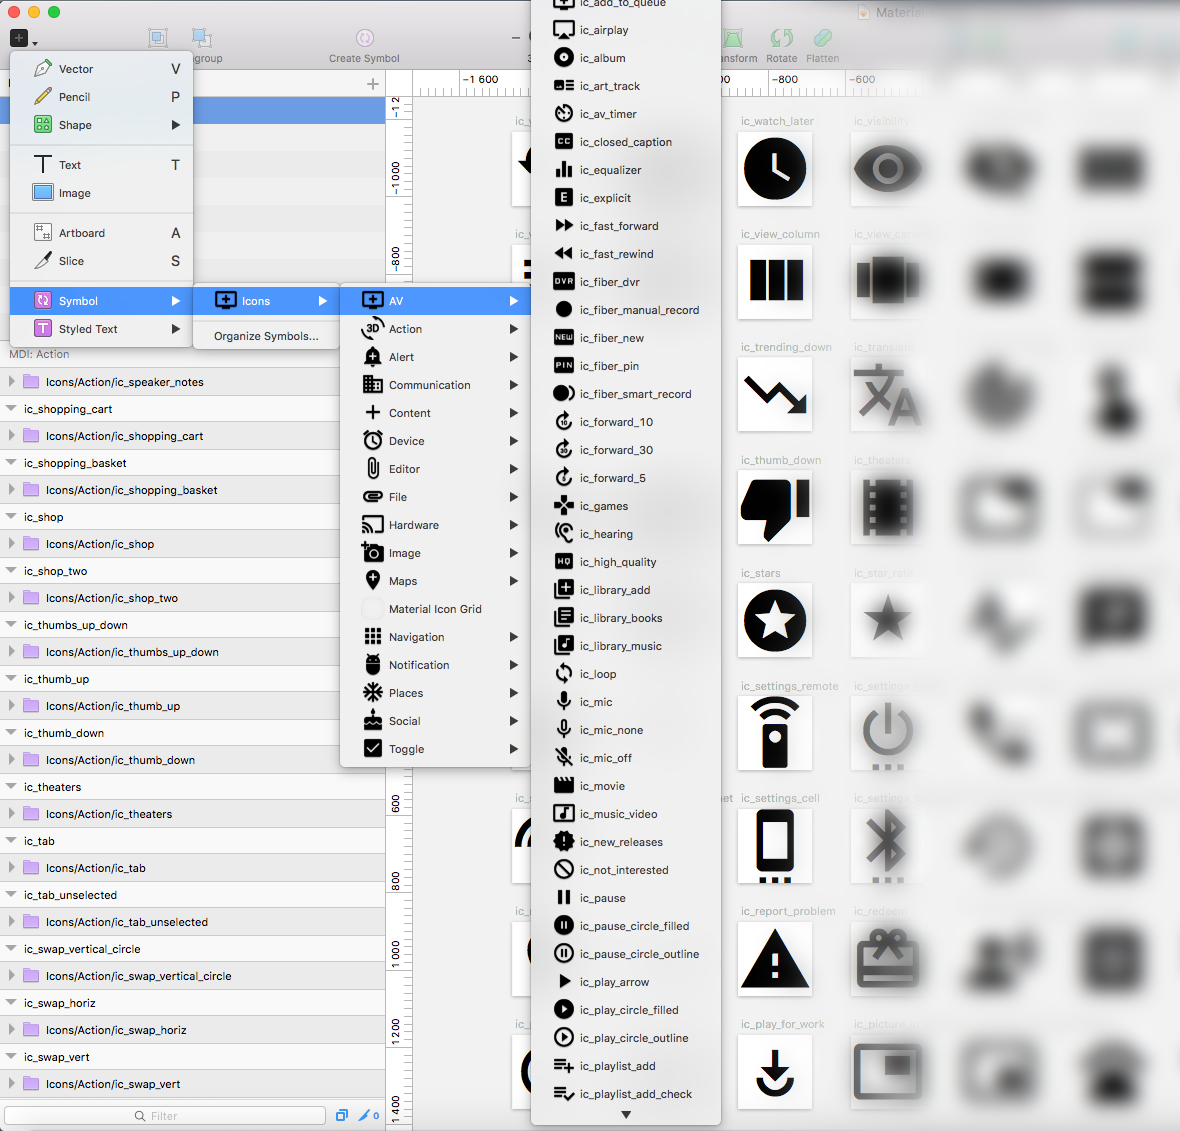 Material
group
Create Symbol
Transform
Rotate
Flatten
Vector V
Pencil P
Shape
Text T
Image
Artboard A
Slice S
Symbol
Styled Text
Icons
Organize Symbols...
AV
Action
Alert
Communication
Content
Device
Editor
File
Hardware
Image
Maps
Material Icon Grid
Navigation
Notification
Places
Social
Toggle
ic_add_to_queue
ic_airplay
ic_album
ic_art_track
ic_av_timer
ic_closed_caption
ic_equalizer
ic_explicit
ic_fast_forward
ic_fast_rewind
ic_fiber_dvr
ic_fiber_manual_record
ic_fiber_new
ic_fiber_pin
ic_fiber_smart_record
ic_forward_10
ic_forward_30
ic_forward_5
ic_games
ic_hearing
ic_high_quality
ic_library_add
ic_library_books
ic_library_music
ic_loop
ic_mic
ic_mic_none
ic_mic_off
ic_movie
ic_music_video
ic_new_releases
ic_not_interested
ic_pause
ic_pause_circle_filled
ic_pause_circle_outline
ic_play_arrow
ic_play_circle_filled
ic_play_circle_outline
ic_playlist_add
ic_playlist_add_check
MDI: Action
Icons/Action/ic_speaker_notes
ic_shopping_cart
Icons/Action/ic_shopping_cart
ic_shopping_basket
Icons/Action/ic_shopping_basket
ic_shop
Icons/Action/ic_shop
ic_shop_two
Icons/Action/ic_shop_two
ic_thumbs_up_down
Icons/Action/ic_thumbs_up_down
ic_thumb_up
Icons/Action/ic_thumb_up
ic_thumb_down
Icons/Action/ic_thumb_down
ic_theaters
Icons/Action/ic_theaters
ic_tab
Icons/Action/ic_tab
ic_tab_unselected
Icons/Action/ic_tab_unselected
ic_swap_vertical_circle
Icons/Action/ic_swap_vertical_circle
ic_swap_horiz
Icons/Action/ic_swap_horiz
ic_swap_vert
Icons/Action/ic_swap_vert
Filter
0
-1 600
-800
-600
-1 000
-800
600
800
1 000
1 200
1 400
ic_watch_later
ic_visibility
ic_view_column
ic_trending_down
ic_thumb_down
ic_theaters
ic_stars
ic_star_rate
ic_settings_remote
ic_settings_cell
ic_report_problem
ic_redeem
ic_play_for_work